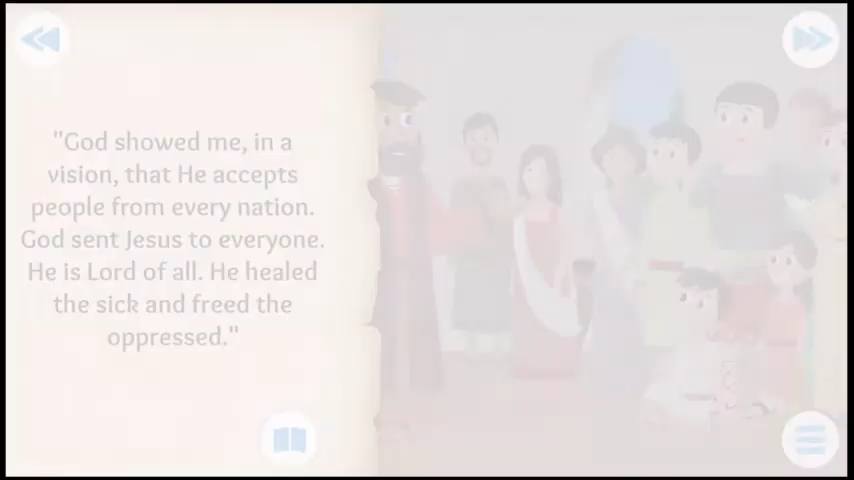 "God showed me, in a
vision, that He accepts
people from every nation.
God sent Jesus to everyone.
He is Lord of all. He healed
the sick and freed the
oppressed."